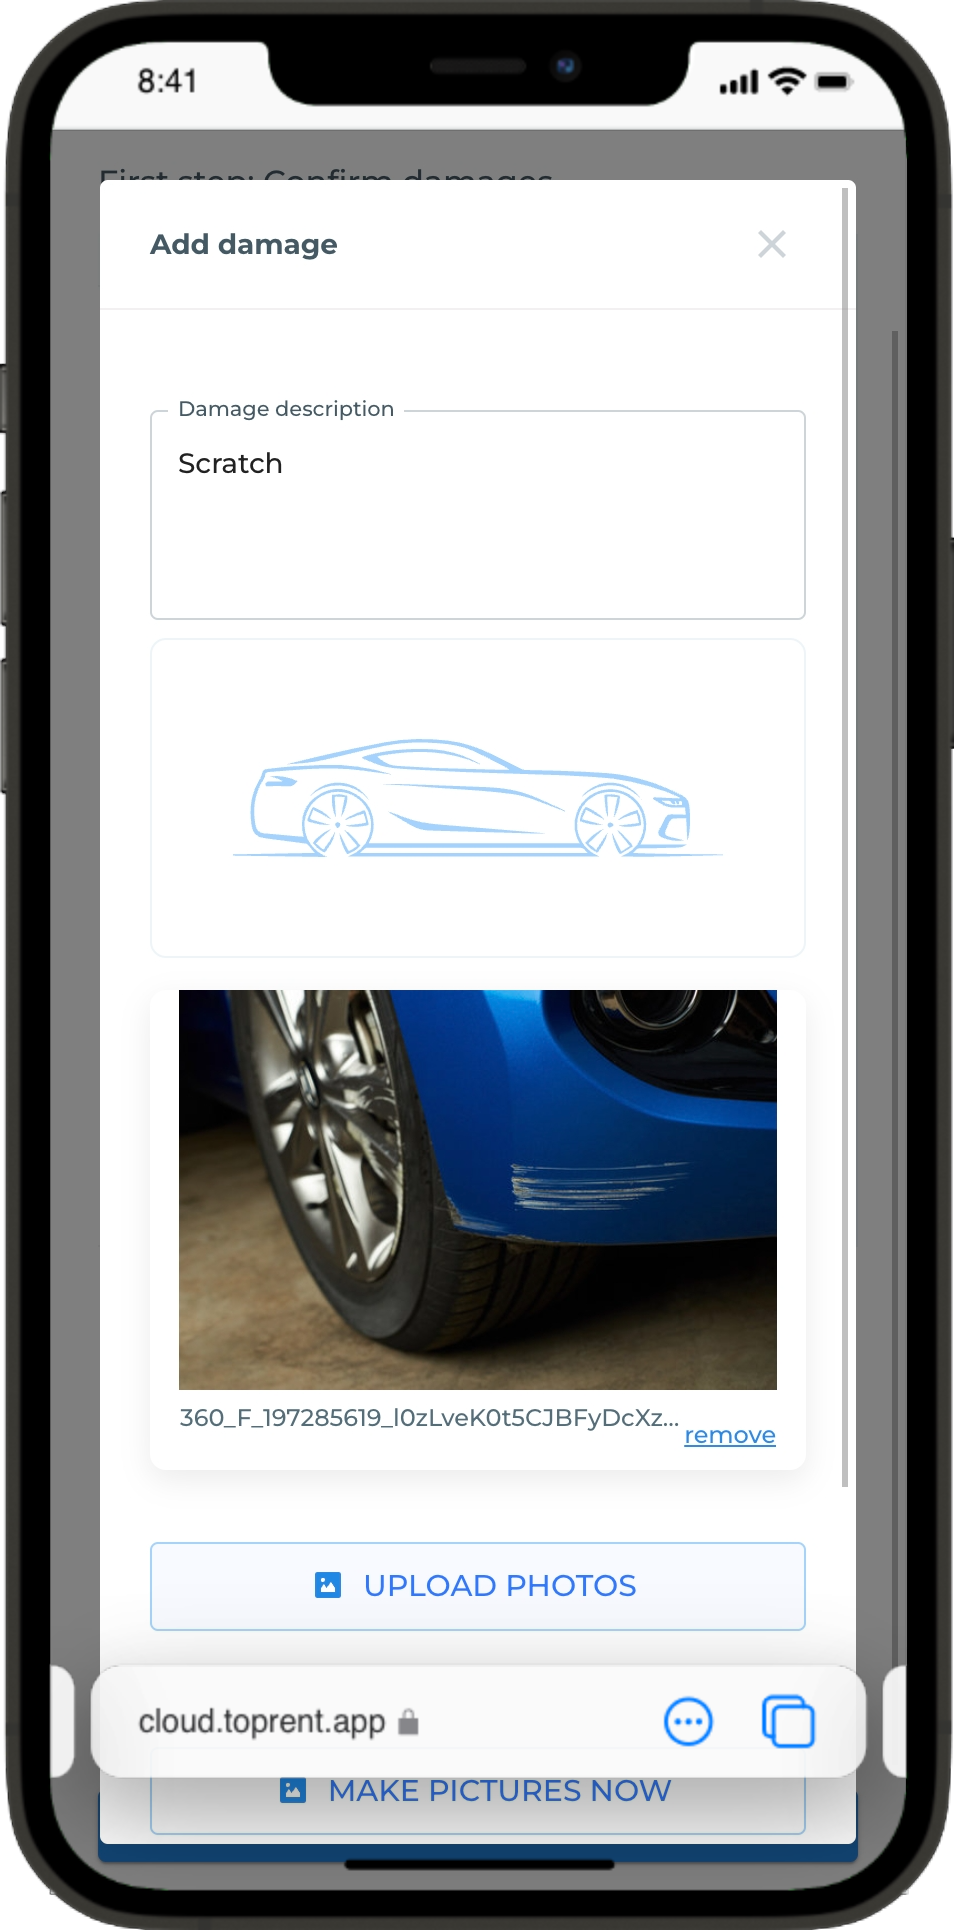 8:41
First step: Confirm damages
Add damage
Damage description
Scratch
360_F_197285619_l0zLveK0t5CJBFyDcXz...
remove
UPLOAD PHOTOS
cloud.toprent.app
MAKE PICTURES NOW